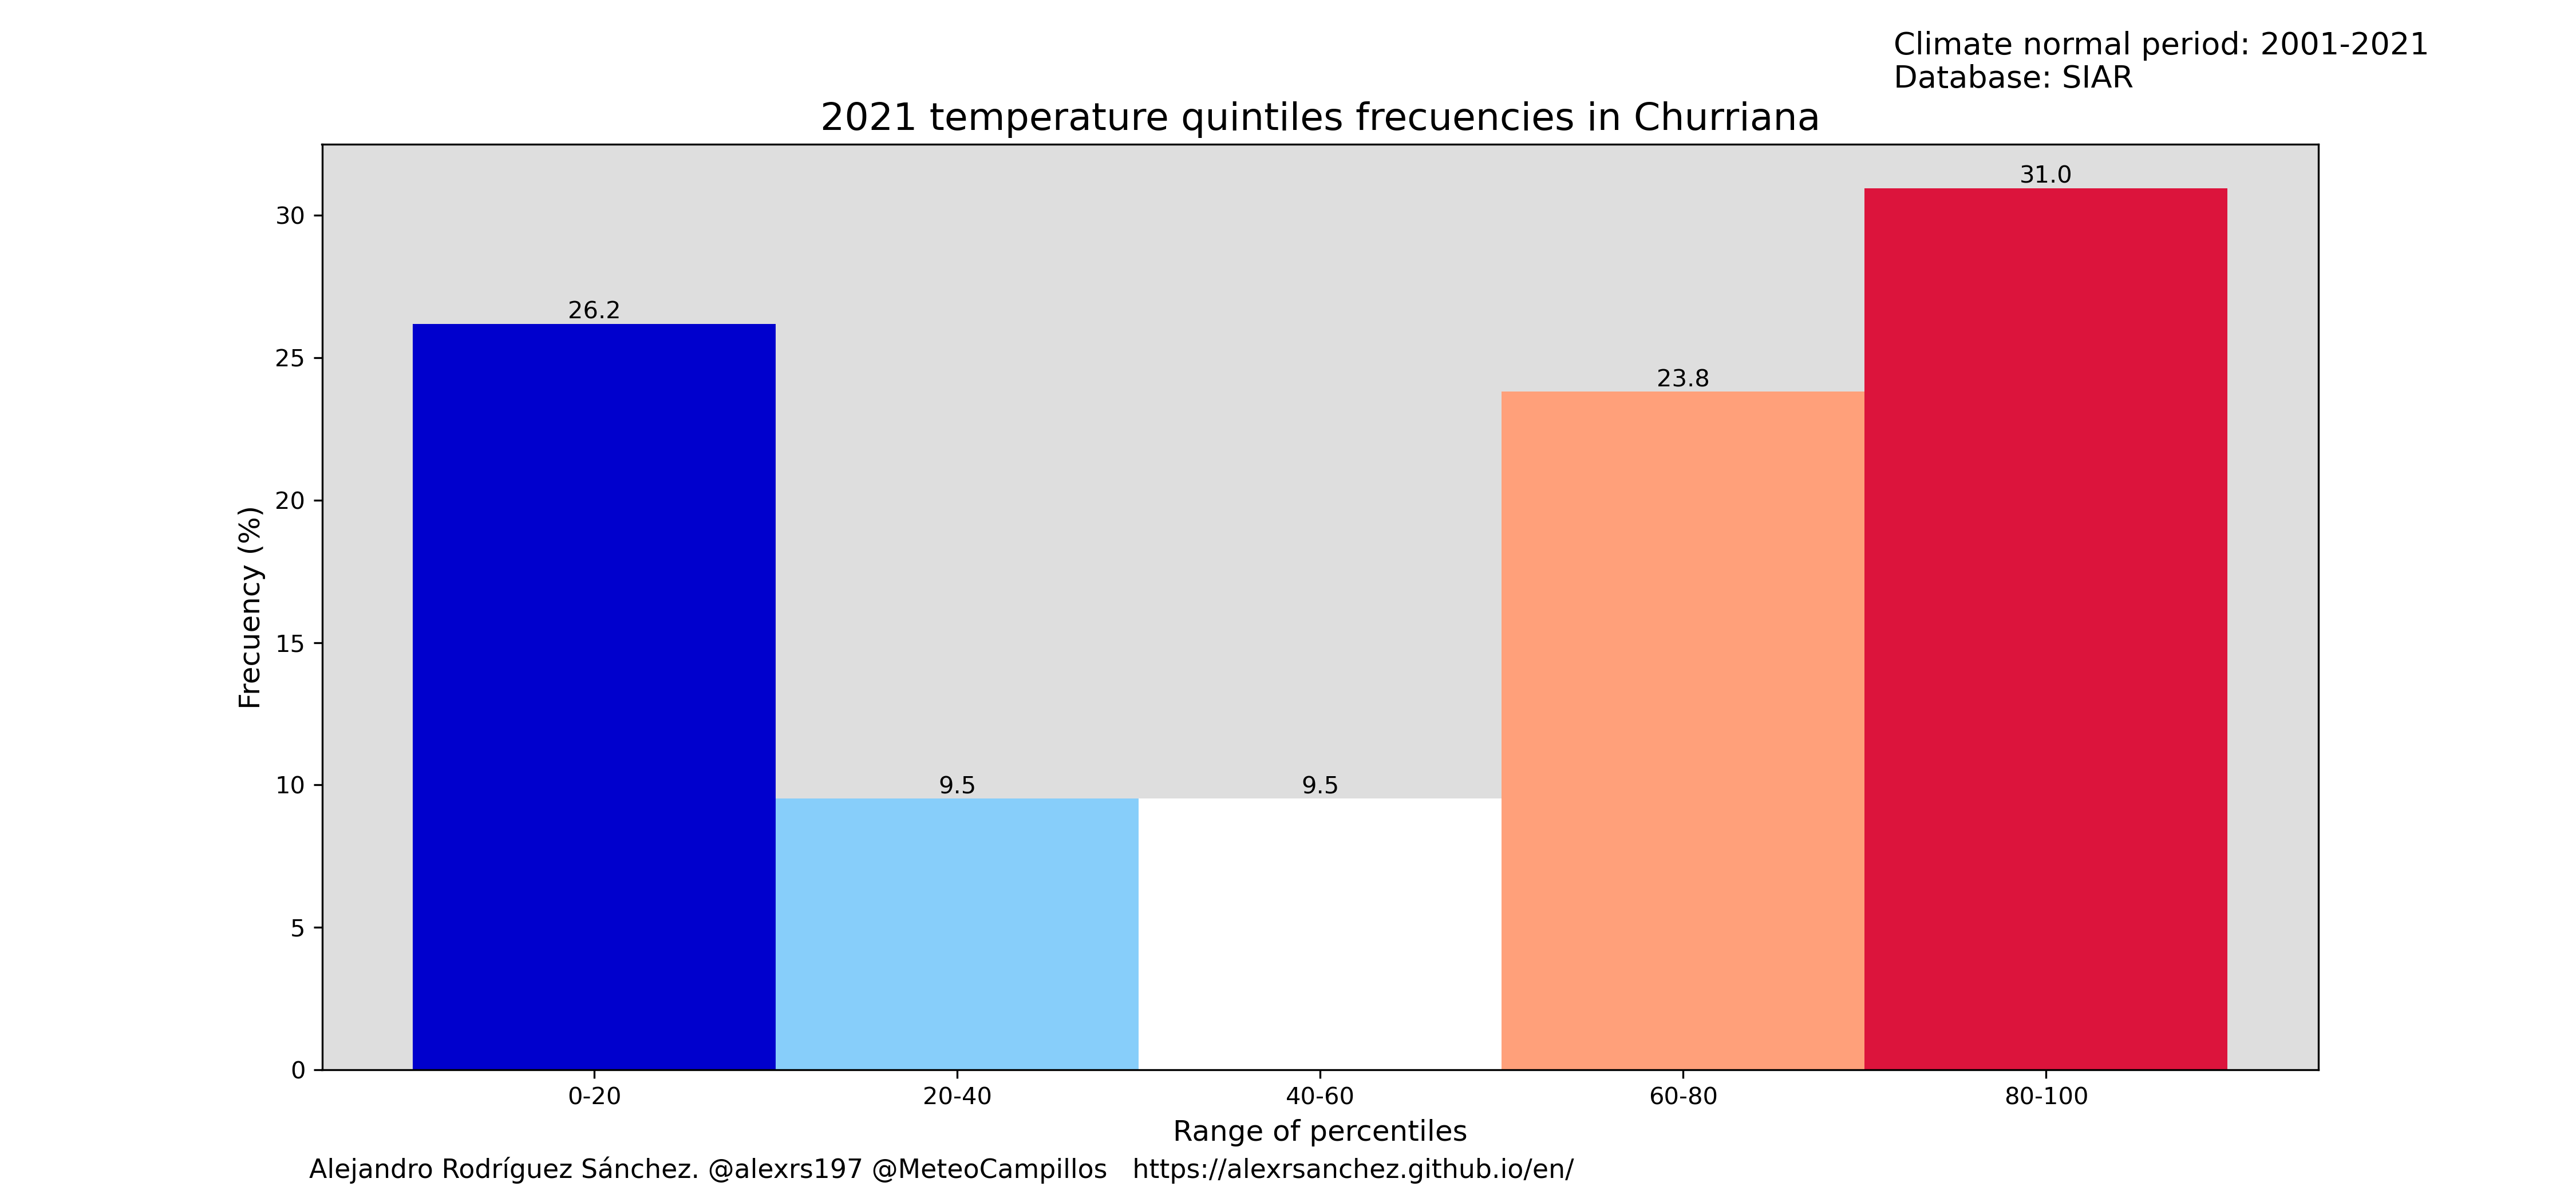 Climate normal period: 2001-2021
Database: SIAR
2021 temperature quintiles frecuencies in Churriana
31.0
30
26.2
25
23.8
20
Frecuency (%)
15
10
9.5
9.5
5
0
0-20
20-40
40-60
60-80
80-100
Range of percentiles
Alejandro Rodríguez Sánchez. @alexrs197 @MeteoCampillos https://alexrsanchez.github.io/en/